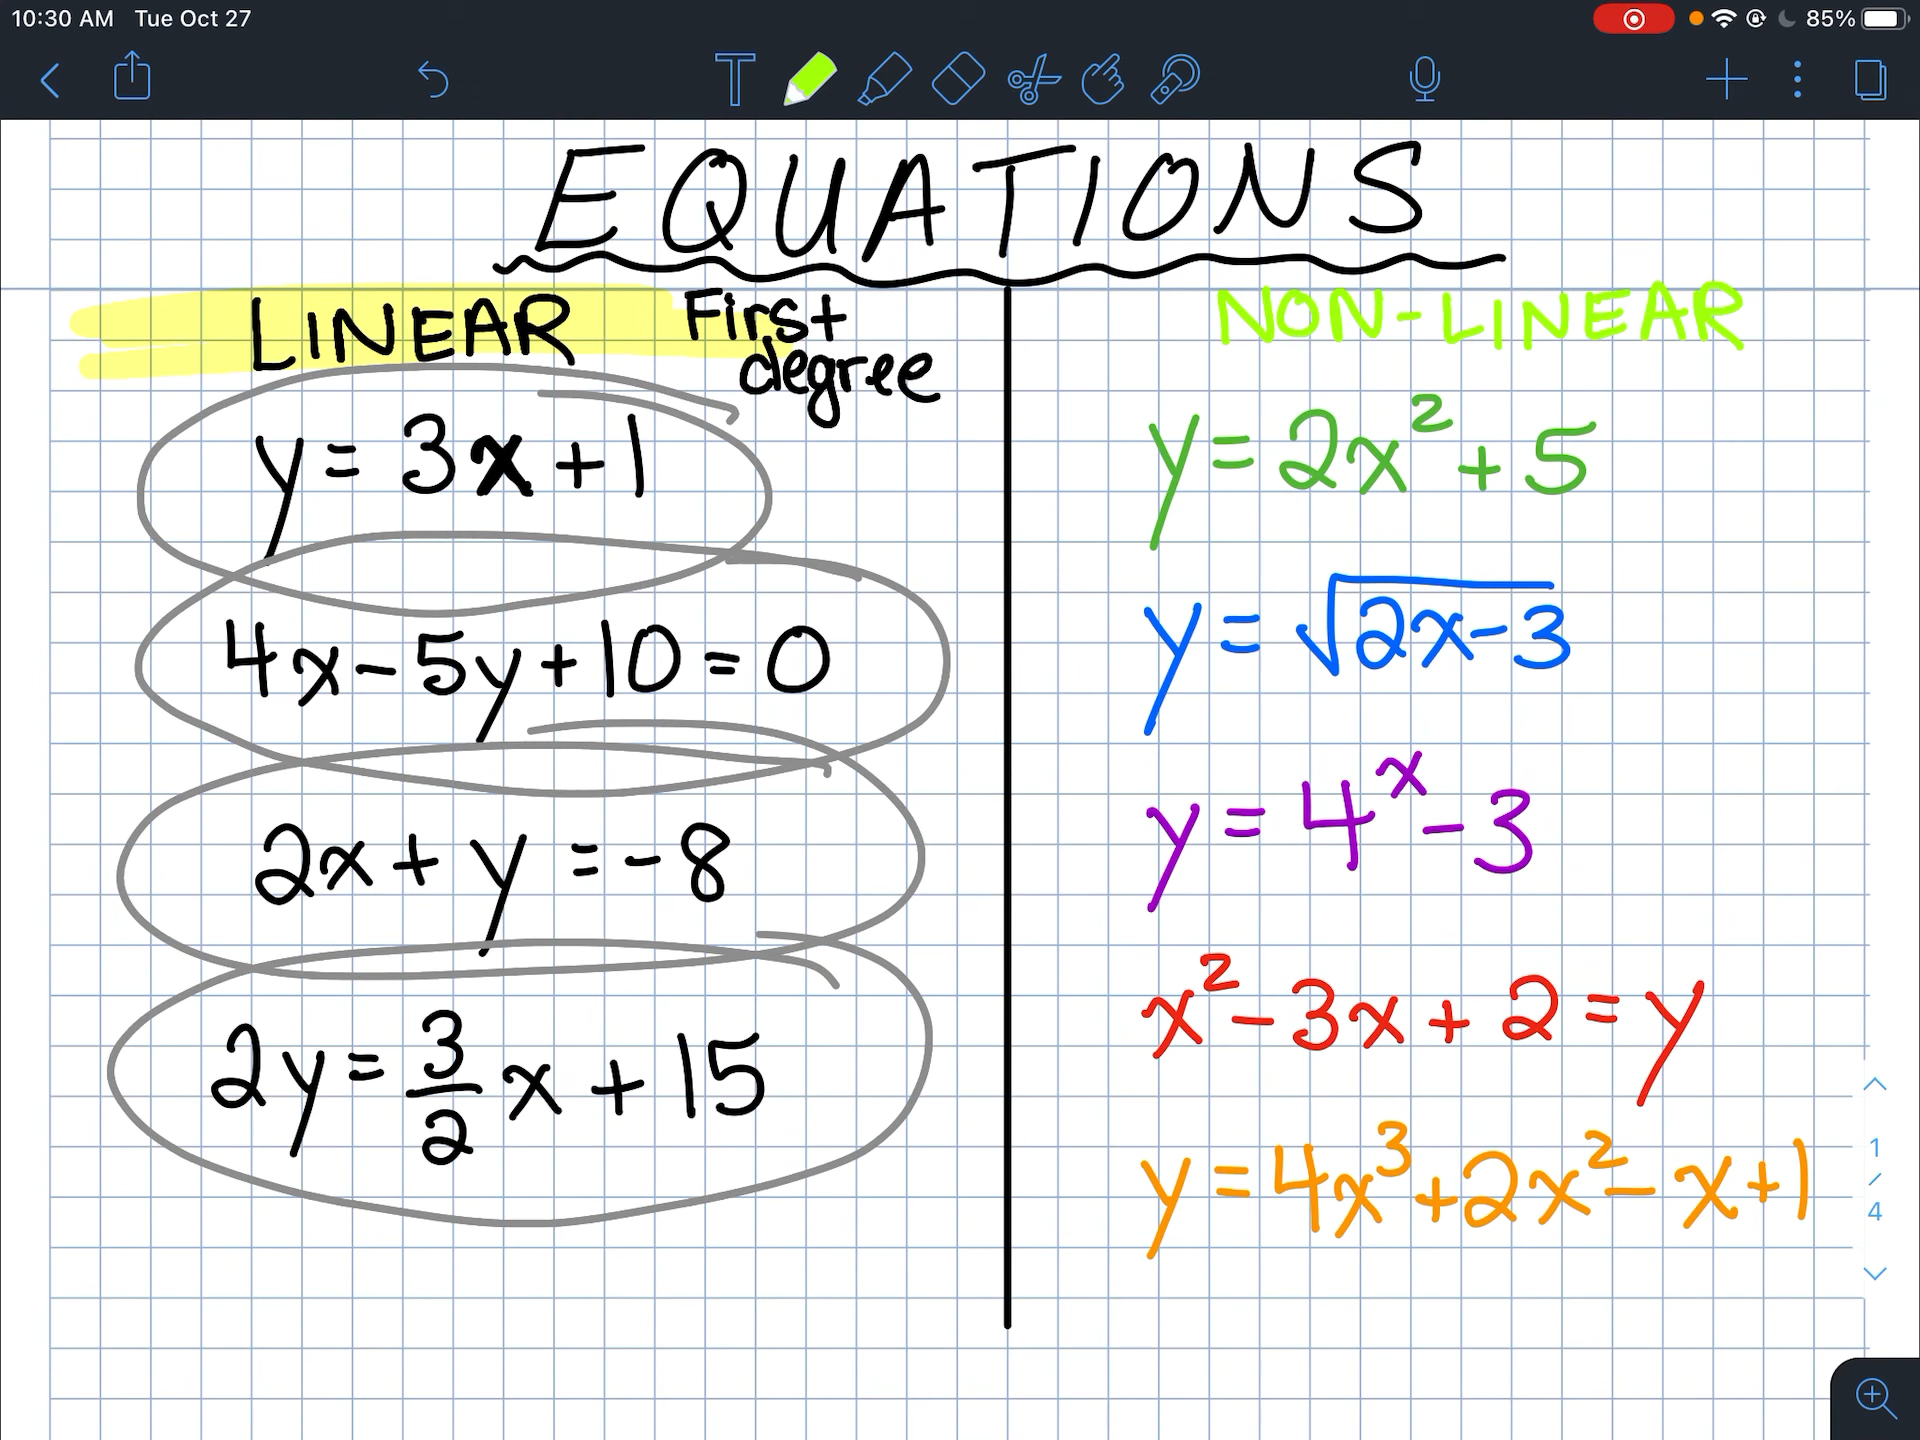 10:30 AM Tue Oct 27
85%
T
EQUATIONS
LINEAR First degree
y = 3x + 1
4x - 5y + 10 = 0
2x + y = -8
2y = 3/2 x + 15
NON-LINEAR
y = 2x² + 5
y = √2x-3
y = 4ˣ - 3
x² - 3x + 2 = y
y = 4x³ + 2x² - x + 1
1
/
4